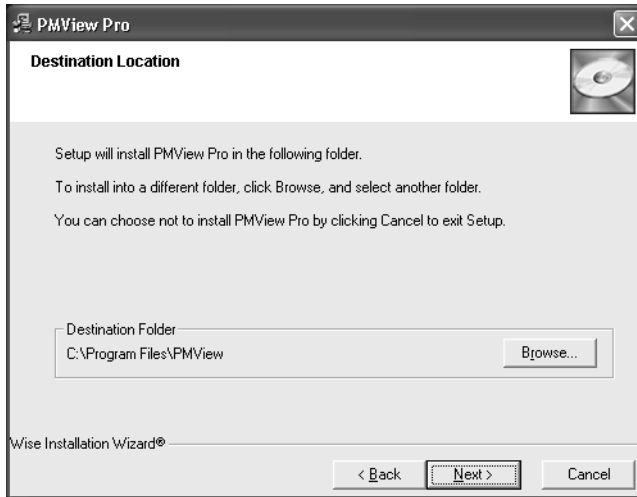 PMView Pro
Destination Location
Setup will install PMView Pro in the following folder.
To install into a different folder, click Browse, and select another folder.
You can choose not to install PMView Pro by clicking Cancel to exit Setup.
Destination Folder
C:\Program Files\PMView
Browse...
Wise Installation Wizard®
< Back
Next >
Cancel